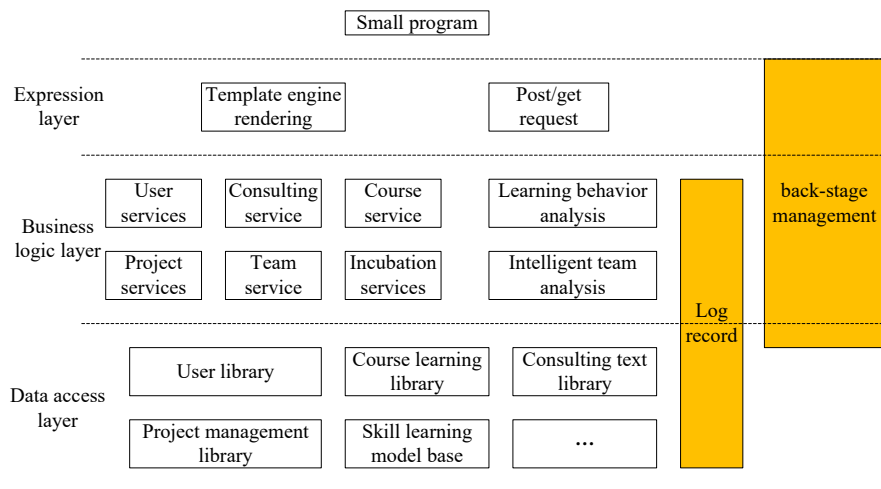 Small program
Expression
layer
Template engine
rendering
Post/get
request
Business
logic layer
User
services
Consulting
service
Course
service
Learning behavior
analysis
Project
services
Team
service
Incubation
services
Intelligent team
analysis
Log
record
back-stage
management
Data access
layer
User library
Course learning
library
Consulting text
library
Project management
library
Skill learning
model base
...